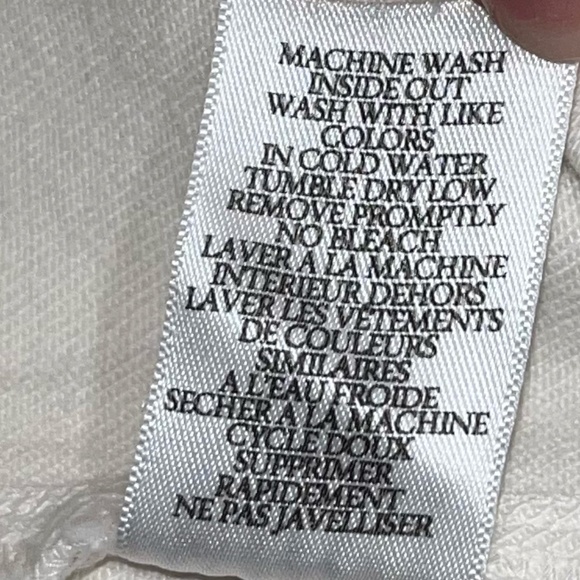 MACHINE WASH
INSIDE OUT
WASH WITH LIKE
COLORS
IN COLD WATER
TUMBLE DRY LOW
REMOVE PROMPTLY
NO BLEACH
LAVER A LA MACHINE
INTERIEUR DEHORS
LAVER LES VETEMENTS
DE COULEURS
SIMILAIRES
A L'EAU FROIDE
SECHER A LA MACHINE
CYCLE DOUX
SUPPRIMER
RAPIDEMENT
NE PAS JAVELLISER